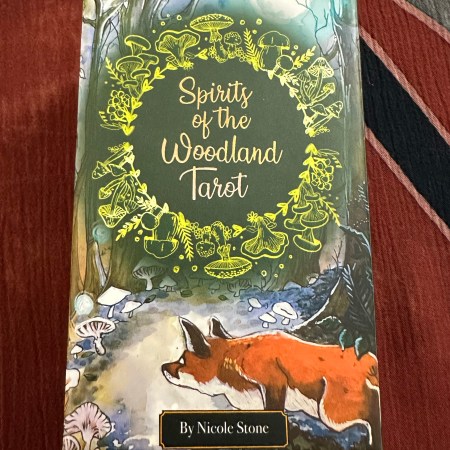 Spirits
of the
Woodland
Tarot
By Nicole Stone